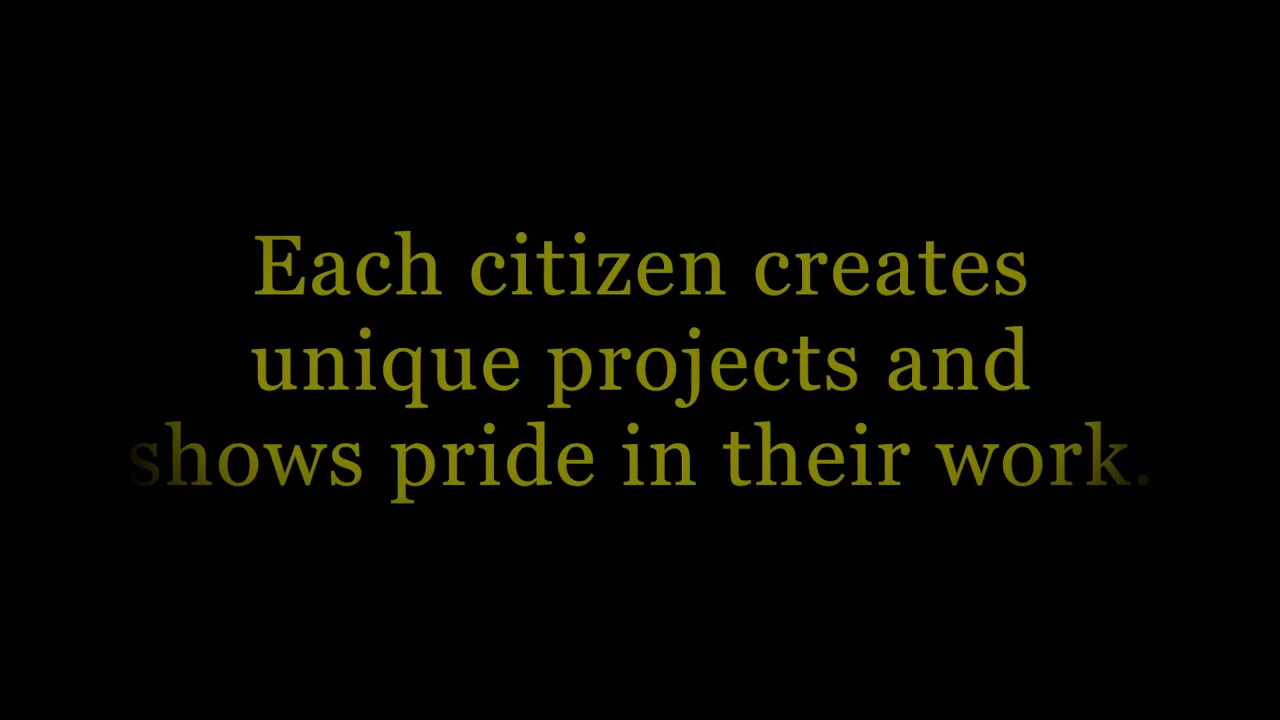 Each citizen creates
unique projects and
shows pride in their work.